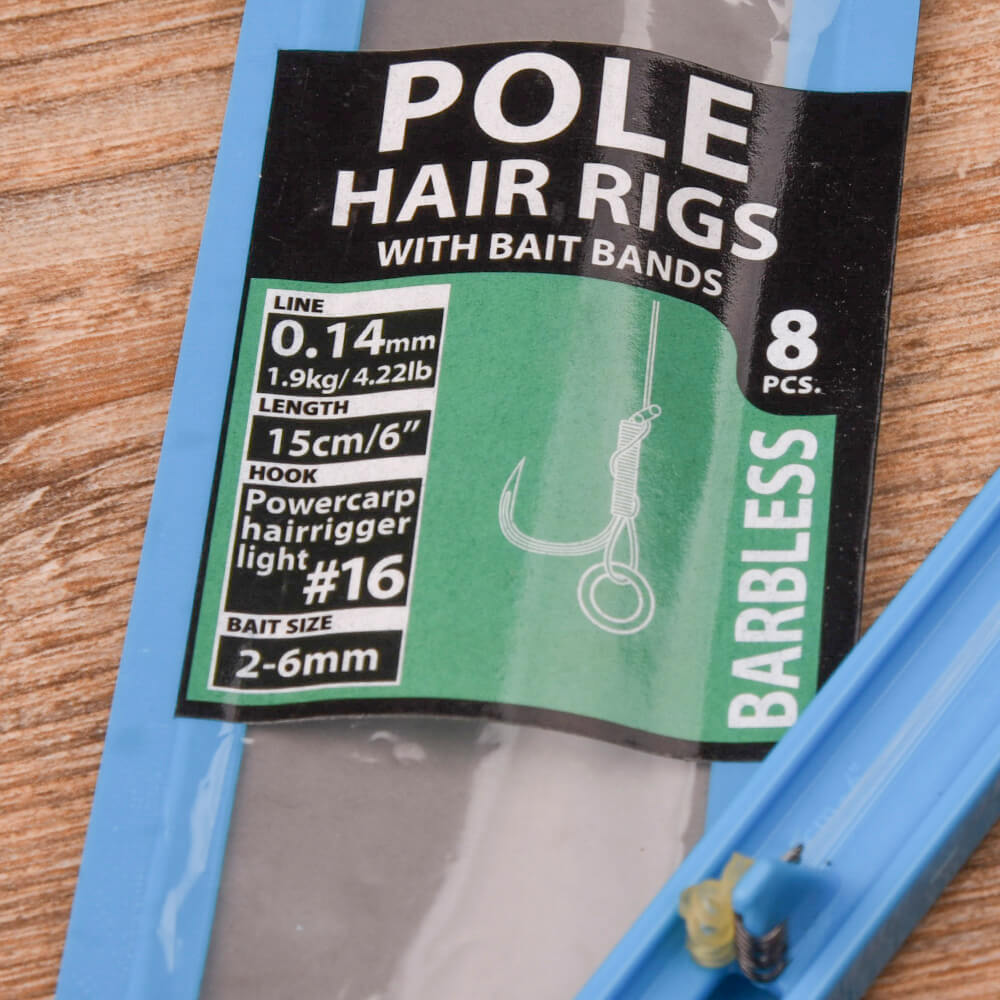 POLE
HAIR RIGS
WITH BAIT BANDS
8
PCS.
LINE
0.14mm
1.9kg/4.22lb
LENGTH
15cm/6”
HOOK
Powercarp
hairrigger
light #16
BAIT SIZE
2-6mm
BARBLESS